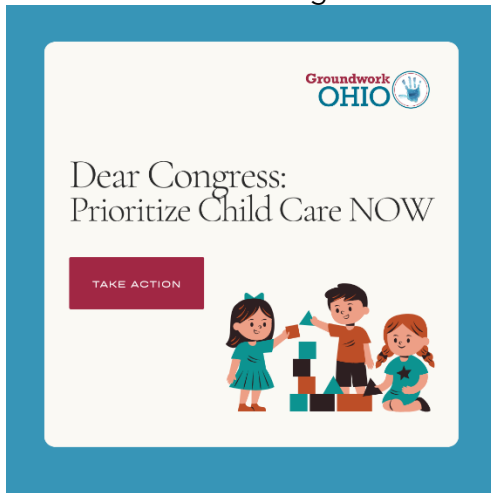 Groundwork
OHIO
Dear Congress:
Prioritize Child Care NOW
TAKE ACTION